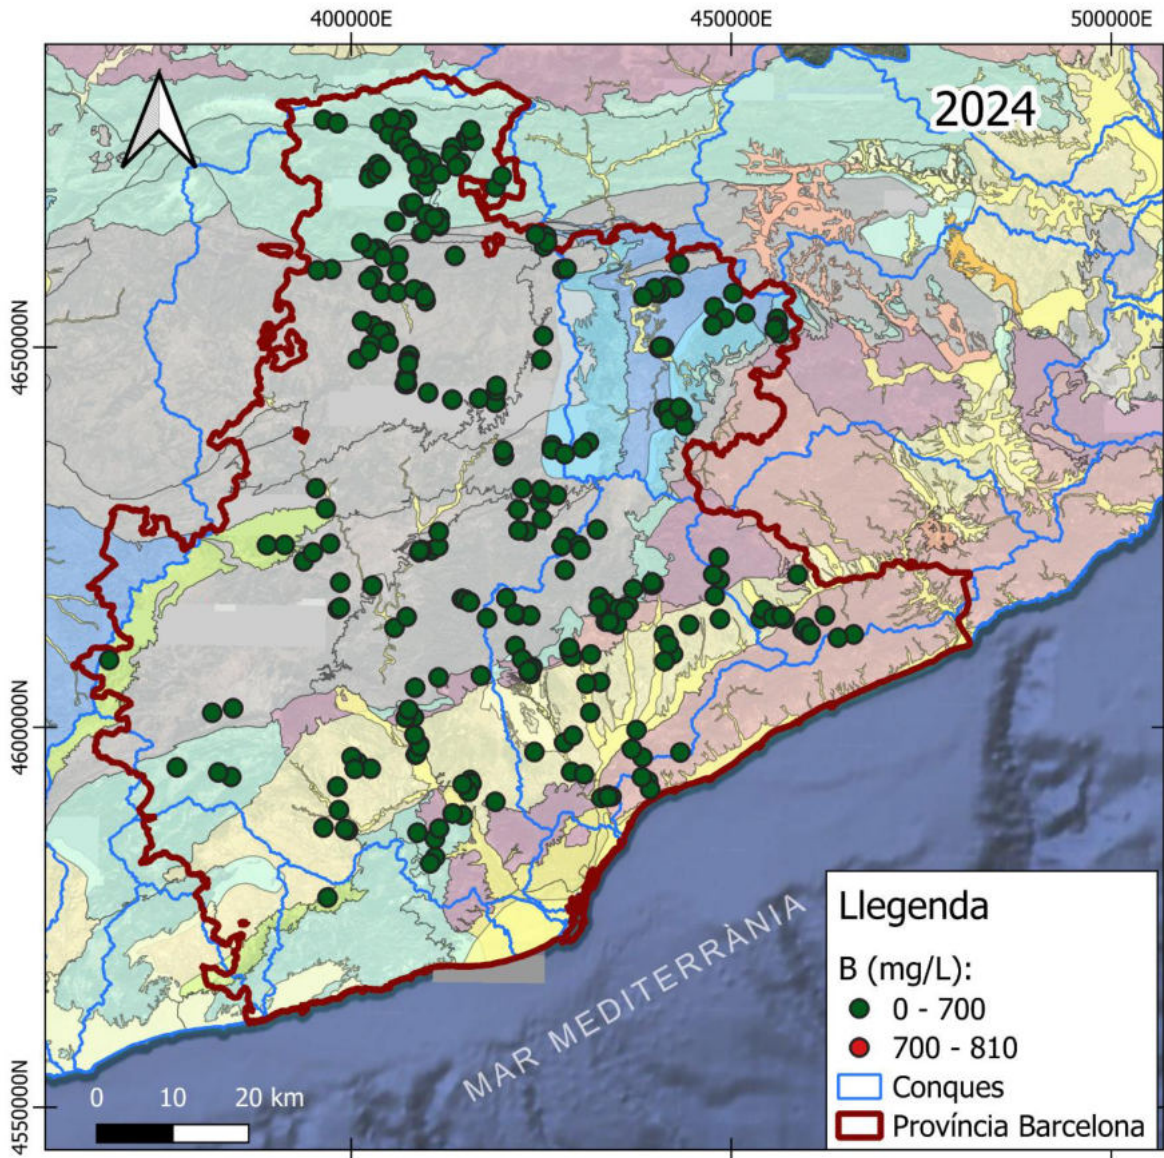 400000E 450000E 500000E
2024
4650000N
4600000N
4550000N
MAR MEDITERRÀNIA
0 10 20 km
Llegenda
B (mg/L):
0 - 700
700 - 810
Conques
Província Barcelona